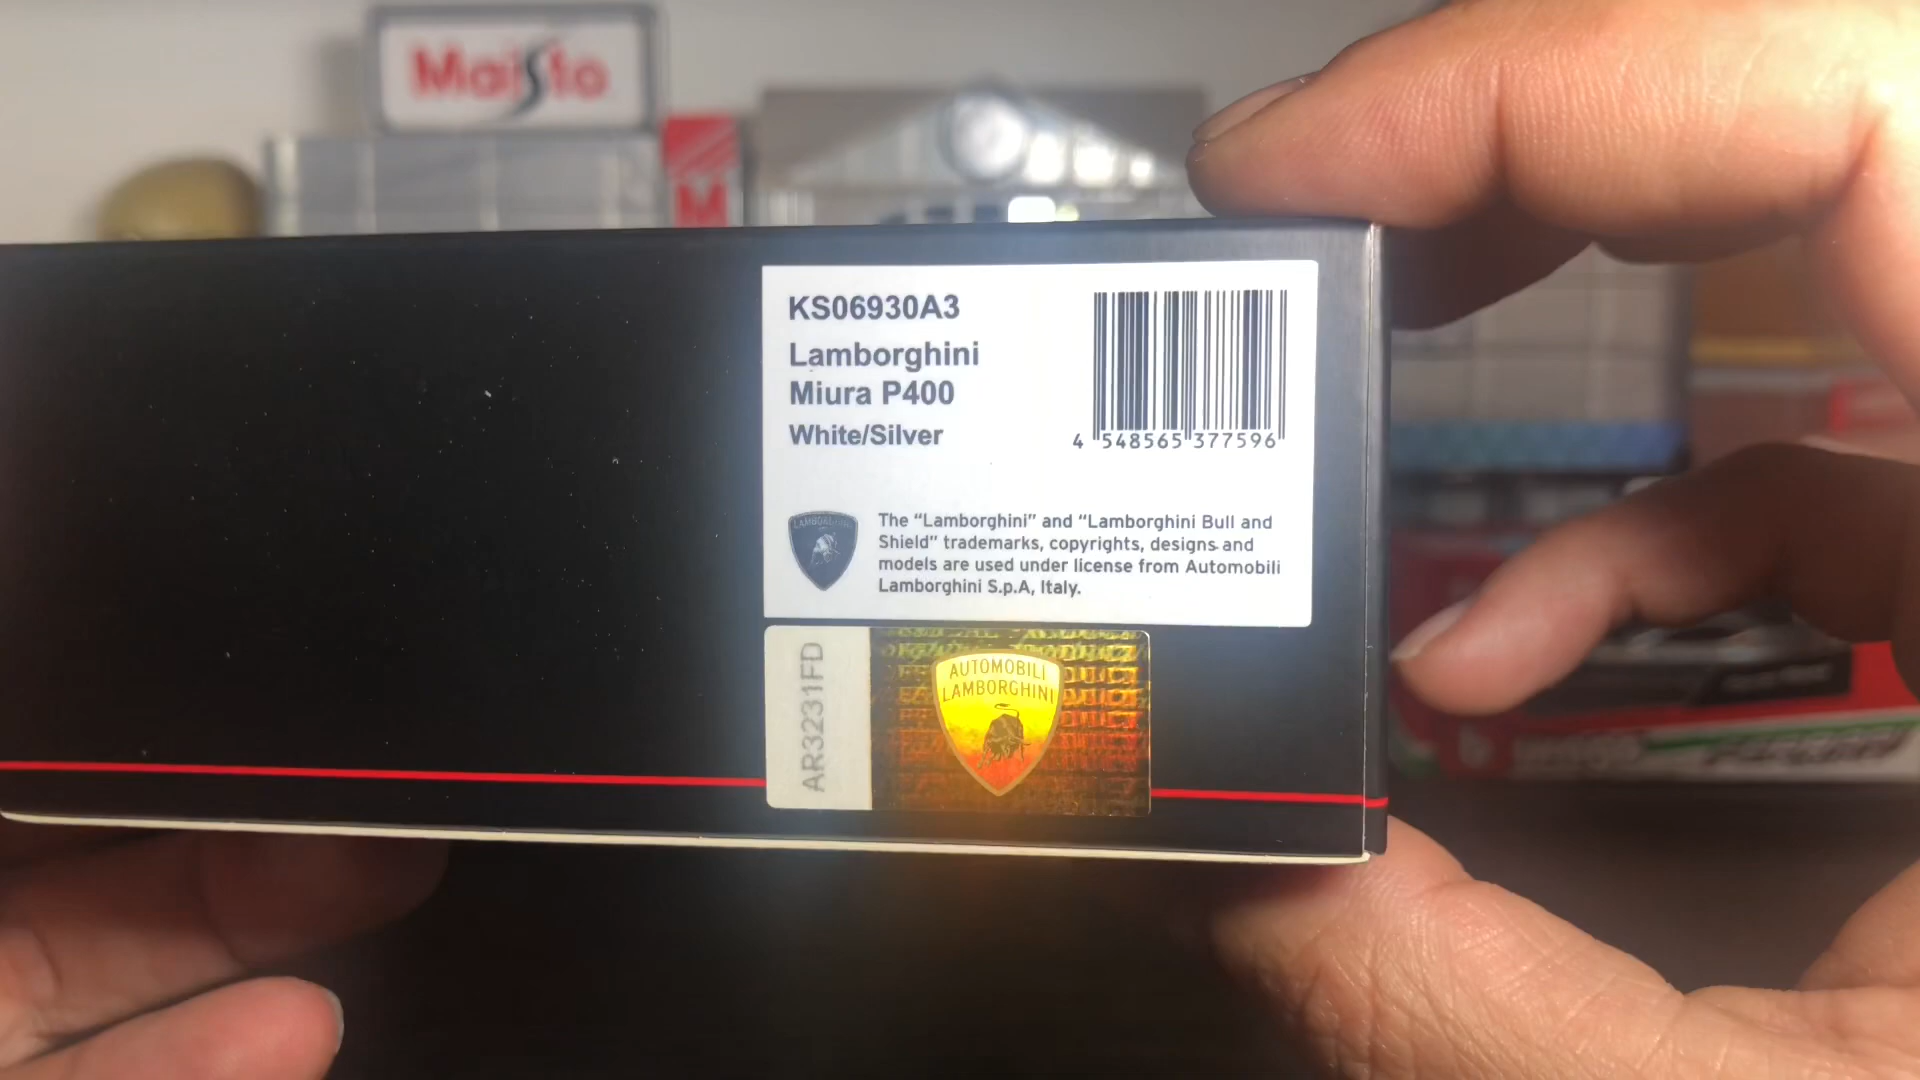 Maisto
M
KS06930A3
Lamborghini
Miura P400
White/Silver
4 548565 377596
LAMBORGHINI
The “Lamborghini” and “Lamborghini Bull and
Shield” trademarks, copyrights, designs and
models are used under license from Automobili
Lamborghini S.p.A, Italy.
AR3231FD
AUTOMOBILI
LAMBORGHINI